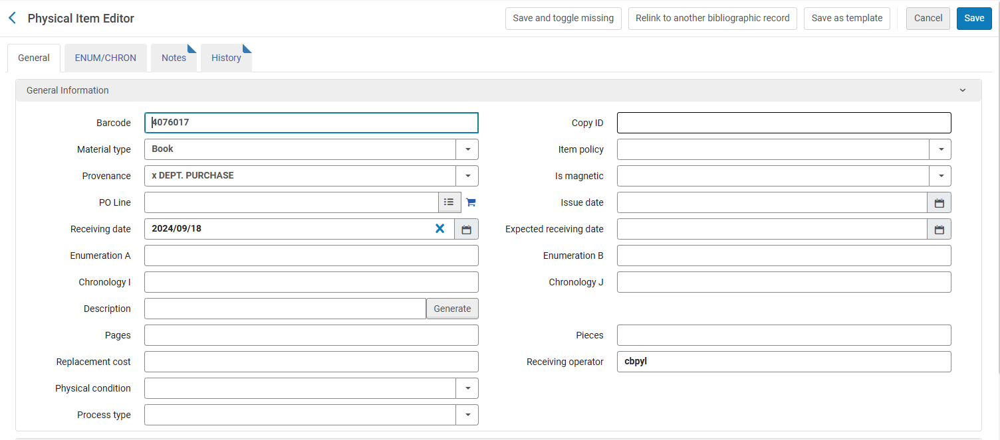 Physical Item Editor
Save and toggle missing
Relink to another bibliographic record
Save as template
Cancel
Save
General
ENUM/CHRON
Notes
History
General Information
Barcode 4076017
Copy ID
Material type Book
Item policy
Provenance x DEPT. PURCHASE
Is magnetic
PO Line
Issue date
Receiving date 2024/09/18
Expected receiving date
Enumeration A
Enumeration B
Chronology I
Chronology J
Description Generate
Pages
Pieces
Replacement cost
Receiving operator cbpyl
Physical condition
Process type